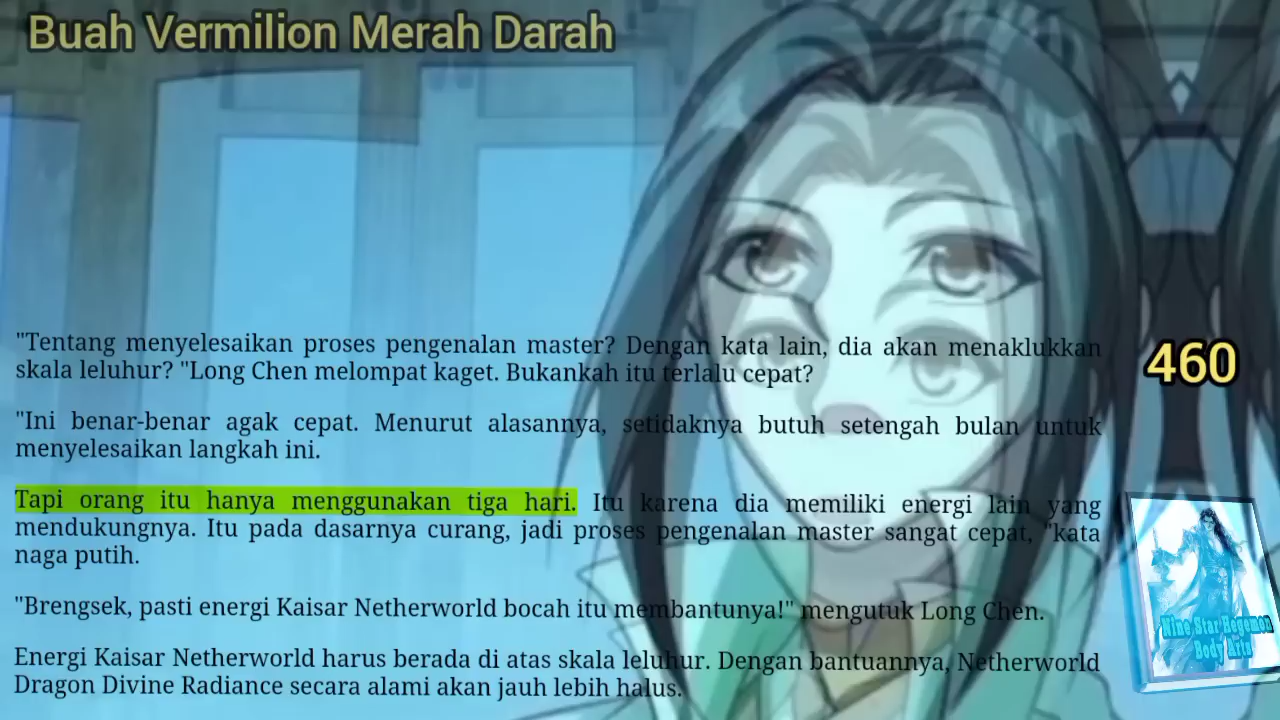 Buah Vermilion Merah Darah
"Tentang menyelesaikan proses pengenalan master? Dengan kata lain, dia akan menaklukkan
skala leluhur? "Long Chen melompat kaget. Bukankah itu terlalu cepat?
460
"Ini benar-benar agak cepat. Menurut alasannya, setidaknya butuh setengah bulan untuk
menyelesaikan langkah ini.
Tapi orang itu hanya menggunakan tiga hari. Itu karena dia memiliki energi lain yang
mendukungnya. Itu pada dasarnya curang, jadi proses pengenalan master sangat cepat, "kata
naga putih.
"Brengsek, pasti energi Kaisar Netherworld bocah itu membantunya!" mengutuk Long Chen.
Energi Kaisar Netherworld harus berada di atas skala leluhur. Dengan bantuannya, Netherworld
Dragon Divine Radiance secara alami akan jauh lebih halus.
Nine Star Hegemon
Body Arts